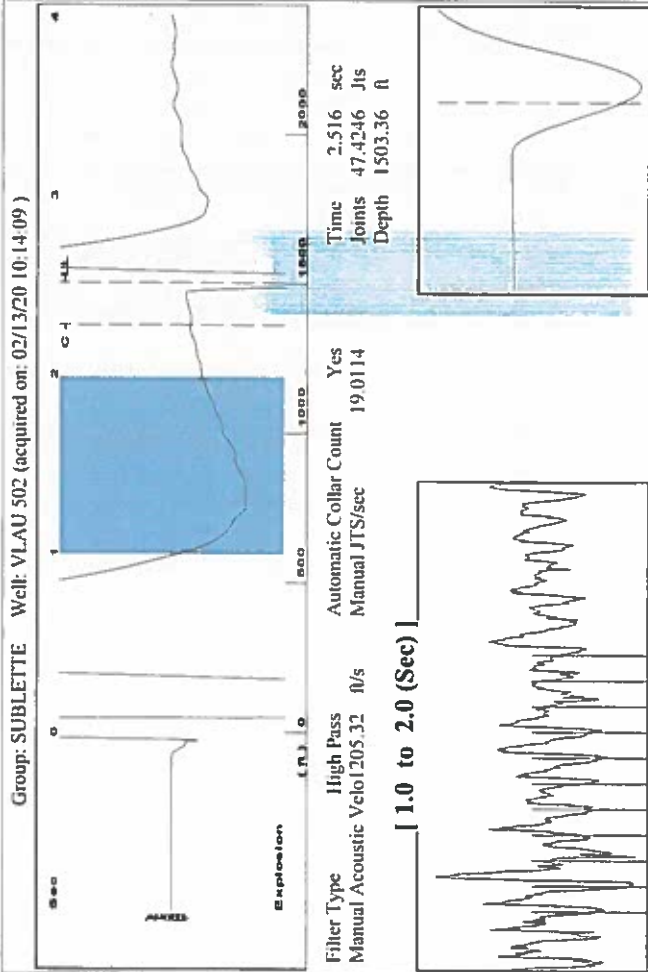 Group: SUBLETTE Well: VLAU 502 (acquired on: 02/13/20 10:14:09 )
Sec 0 1 2 3 4
C+
Explosion
(ft) 0 500 1000 1500 2000
Filter Type High Pass
Manual Acoustic Velo1205.32 ft/s
Automatic Collar Count Yes
Manual JTS/sec 19.0114
Time 2.516 sec
Joints 47.4246 Jts
Depth 1503.36 ft
[ 1.0 to 2.0 (Sec) ]